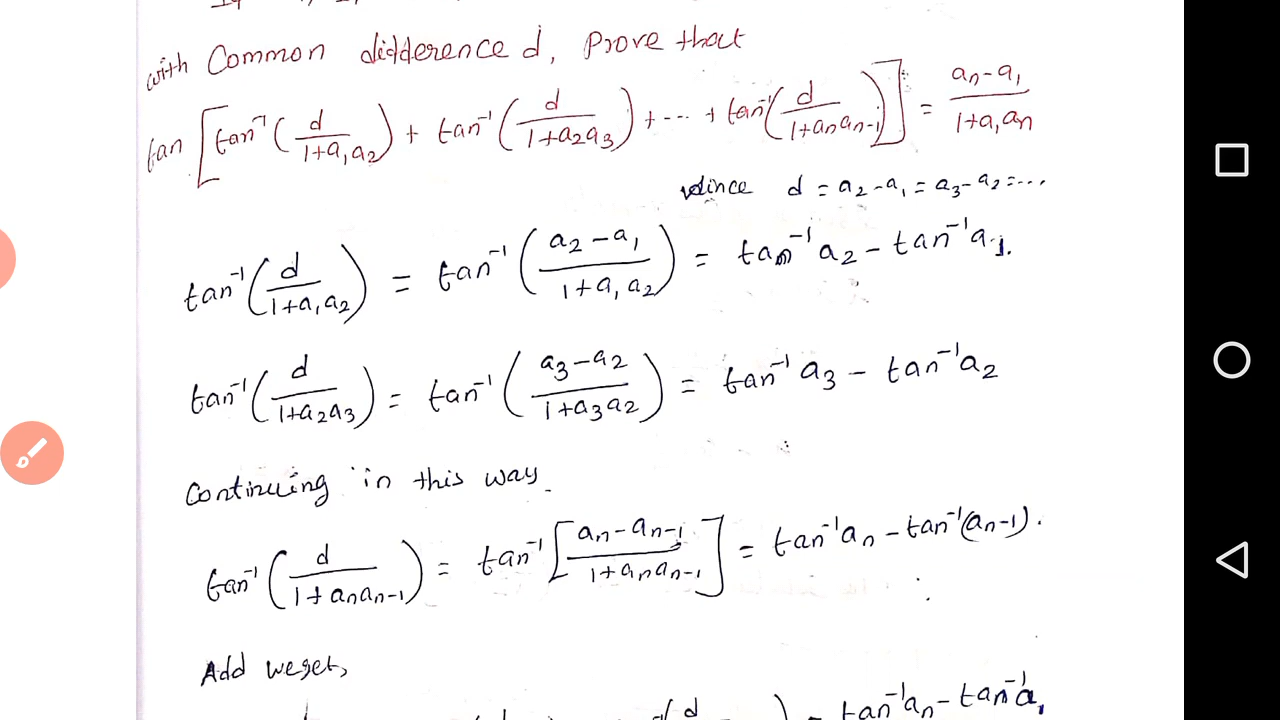 with Common difference d, prove that
tan [tan⁻¹(d/(1+a₁a₂)) + tan⁻¹(d/(1+a₂a₃)) + ... + tan⁻¹(d/(1+aₙaₙ₋₁))] = (aₙ-a₁)/(1+a₁aₙ)
since d = a₂-a₁ = a₃-a₂ = ...
tan⁻¹(d/(1+a₁a₂)) = tan⁻¹((a₂-a₁)/(1+a₁a₂)) = tan⁻¹a₂ - tan⁻¹a₁.
tan⁻¹(d/(1+a₂a₃)) = tan⁻¹((a₃-a₂)/(1+a₃a₂)) = tan⁻¹a₃ - tan⁻¹a₂
Continuing in this way
tan⁻¹(d/(1+aₙaₙ₋₁)) = tan⁻¹[(aₙ-aₙ₋₁)/(1+aₙaₙ₋₁)] = tan⁻¹aₙ - tan⁻¹(aₙ₋₁).
Add weget,
tan⁻¹aₙ - tan⁻¹a₁